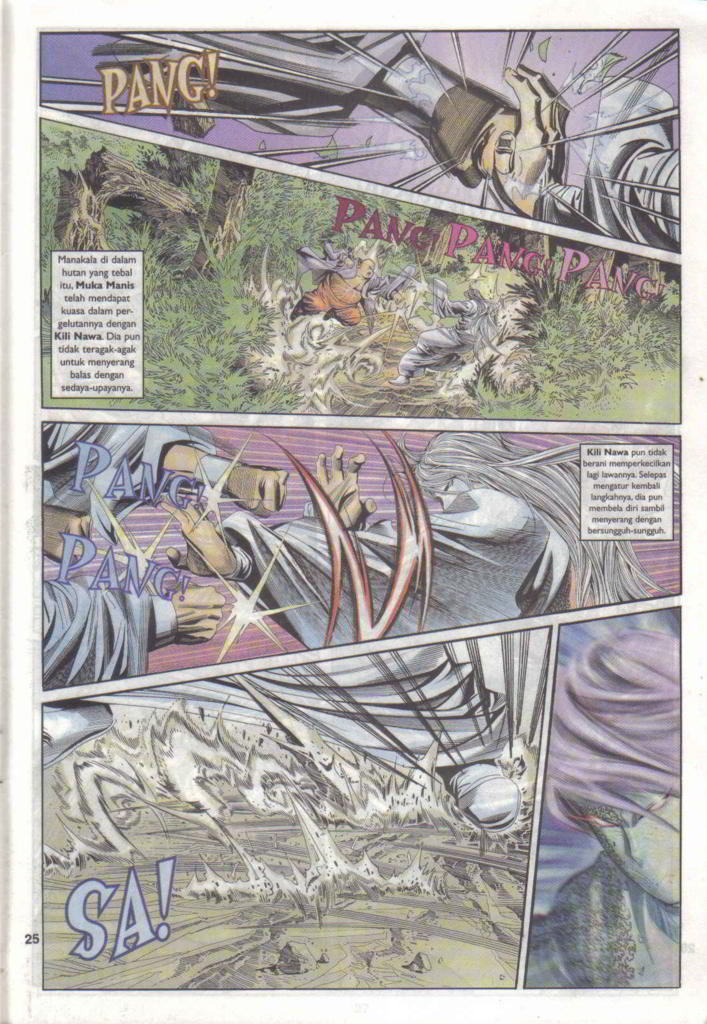 PANG!
PANG! PANG! PANG!
Manakala di dalam
hutan yang tebal
itu, Muka Manis
telah mendapat
kuasa dalam per-
gelutannya dengan
Kili Nawa. Dia pun
tidak teragak-agak
untuk menyerang
balas dengan
sedaya-upayanya.
PANG!
PANG!
Kili Nawa pun tidak
berani memperkecilkan
lagi lawannya. Selepas
mengatur kembali
langkahnya, dia pun
membela diri sambil
menyerang dengan
bersungguh-sungguh.
SA!
25